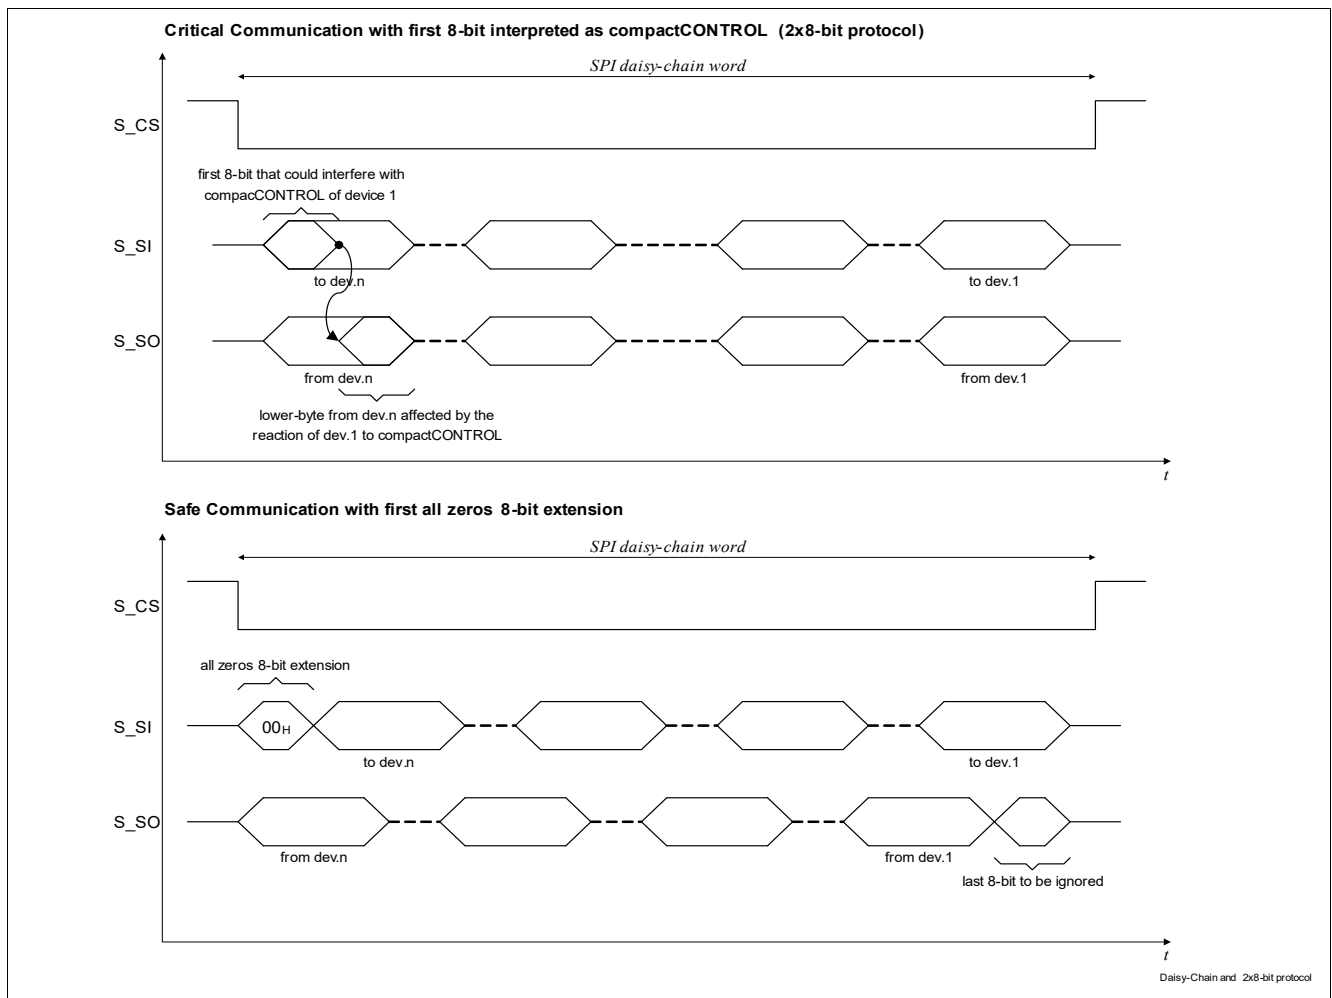 Critical Communication with first 8-bit interpreted as compactCONTROL (2x8-bit protocol)
SPI daisy-chain word
S_CS
first 8-bit that could interfere with
compacCONTROL of device 1
S_SI
to dev.n
to dev.1
S_SO
from dev.n
from dev.1
lower-byte from dev.n affected by the
reaction of dev.1 to compactCONTROL
t
Safe Communication with first all zeros 8-bit extension
SPI daisy-chain word
S_CS
all zeros 8-bit extension
S_SI
00H
to dev.n
to dev.1
S_SO
from dev.n
from dev.1
last 8-bit to be ignored
t
Daisy-Chain and 2x8-bit protocol